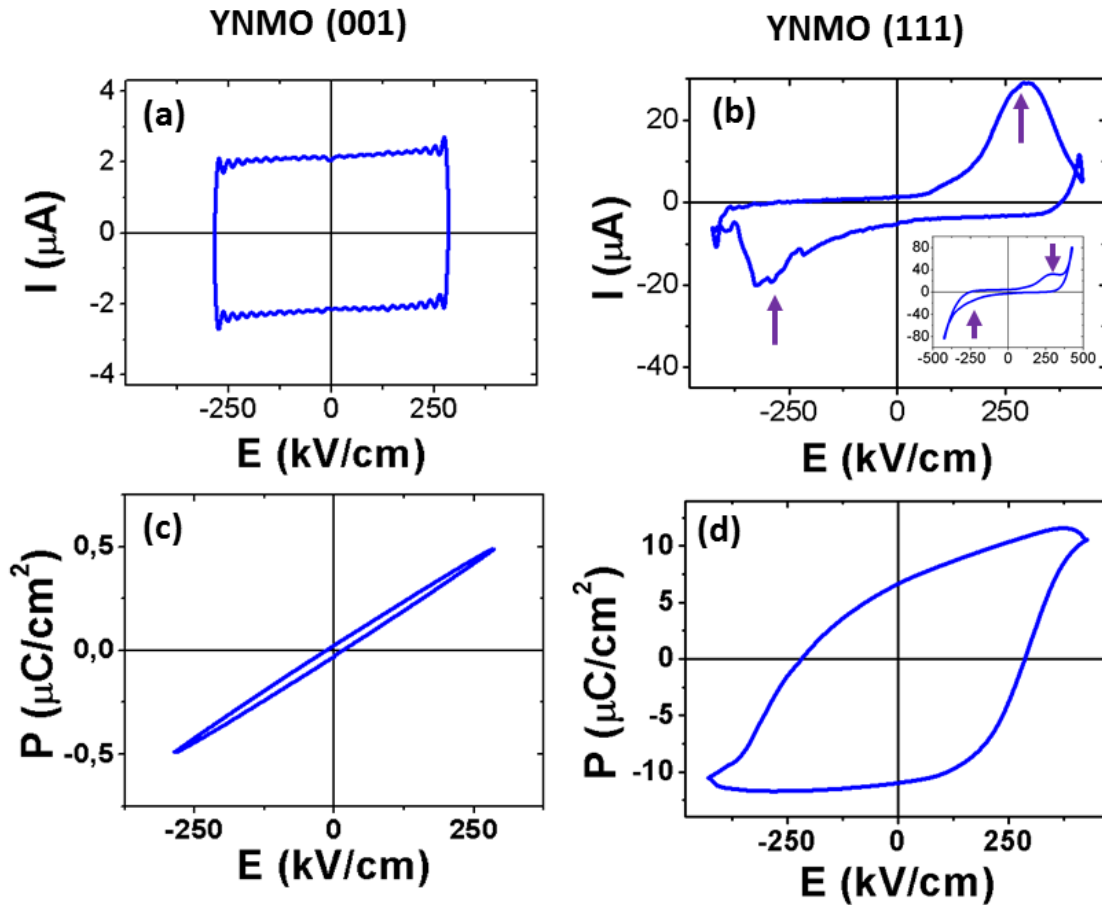 YNMO (001)
YNMO (111)
(a)
I (μA)
4
2
0
-2
-4
-250
0
250
E (kV/cm)
(b)
I (μA)
20
0
-20
-40
-250
0
250
E (kV/cm)
80
40
0
-40
-80
-500
-250
0
250
500
(c)
P (μC/cm²)
0,5
0,0
-0,5
-250
0
250
E (kV/cm)
(d)
P (μC/cm²)
10
5
0
-5
-10
-250
0
250
E (kV/cm)